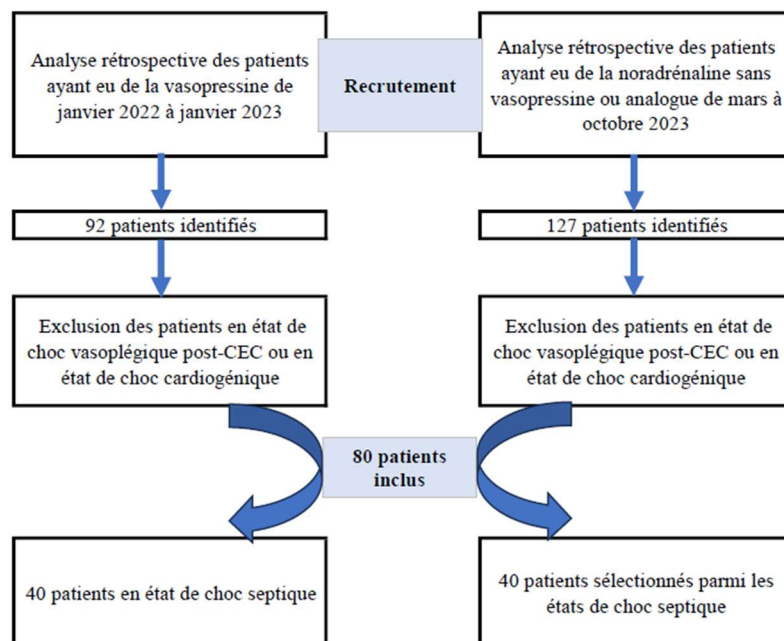 Analyse rétrospective des patients
ayant eu de la vasopressine de
janvier 2022 à janvier 2023
Recrutement
Analyse rétrospective des patients
ayant eu de la noradrénaline sans
vasopressine ou analogue de mars à
octobre 2023
92 patients identifiés
127 patients identifiés
Exclusion des patients en état de
choc vasoplégique post-CEC ou en
état de choc cardiogénique
Exclusion des patients en état de
choc vasoplégique post-CEC ou en
état de choc cardiogénique
80 patients
inclus
40 patients en état de choc septique
40 patients sélectionnés parmi les
états de choc septique